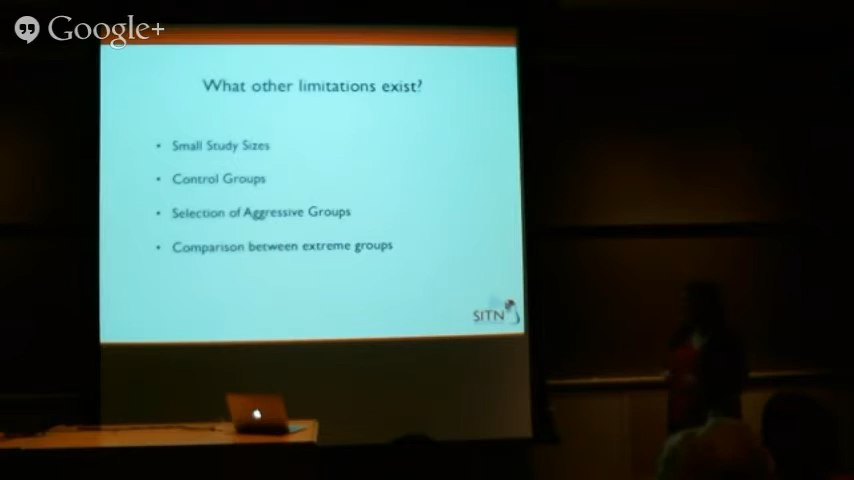 Google+
What other limitations exist?
• Small Study Sizes
• Control Groups
• Selection of Aggressive Groups
• Comparison between extreme groups
SITN